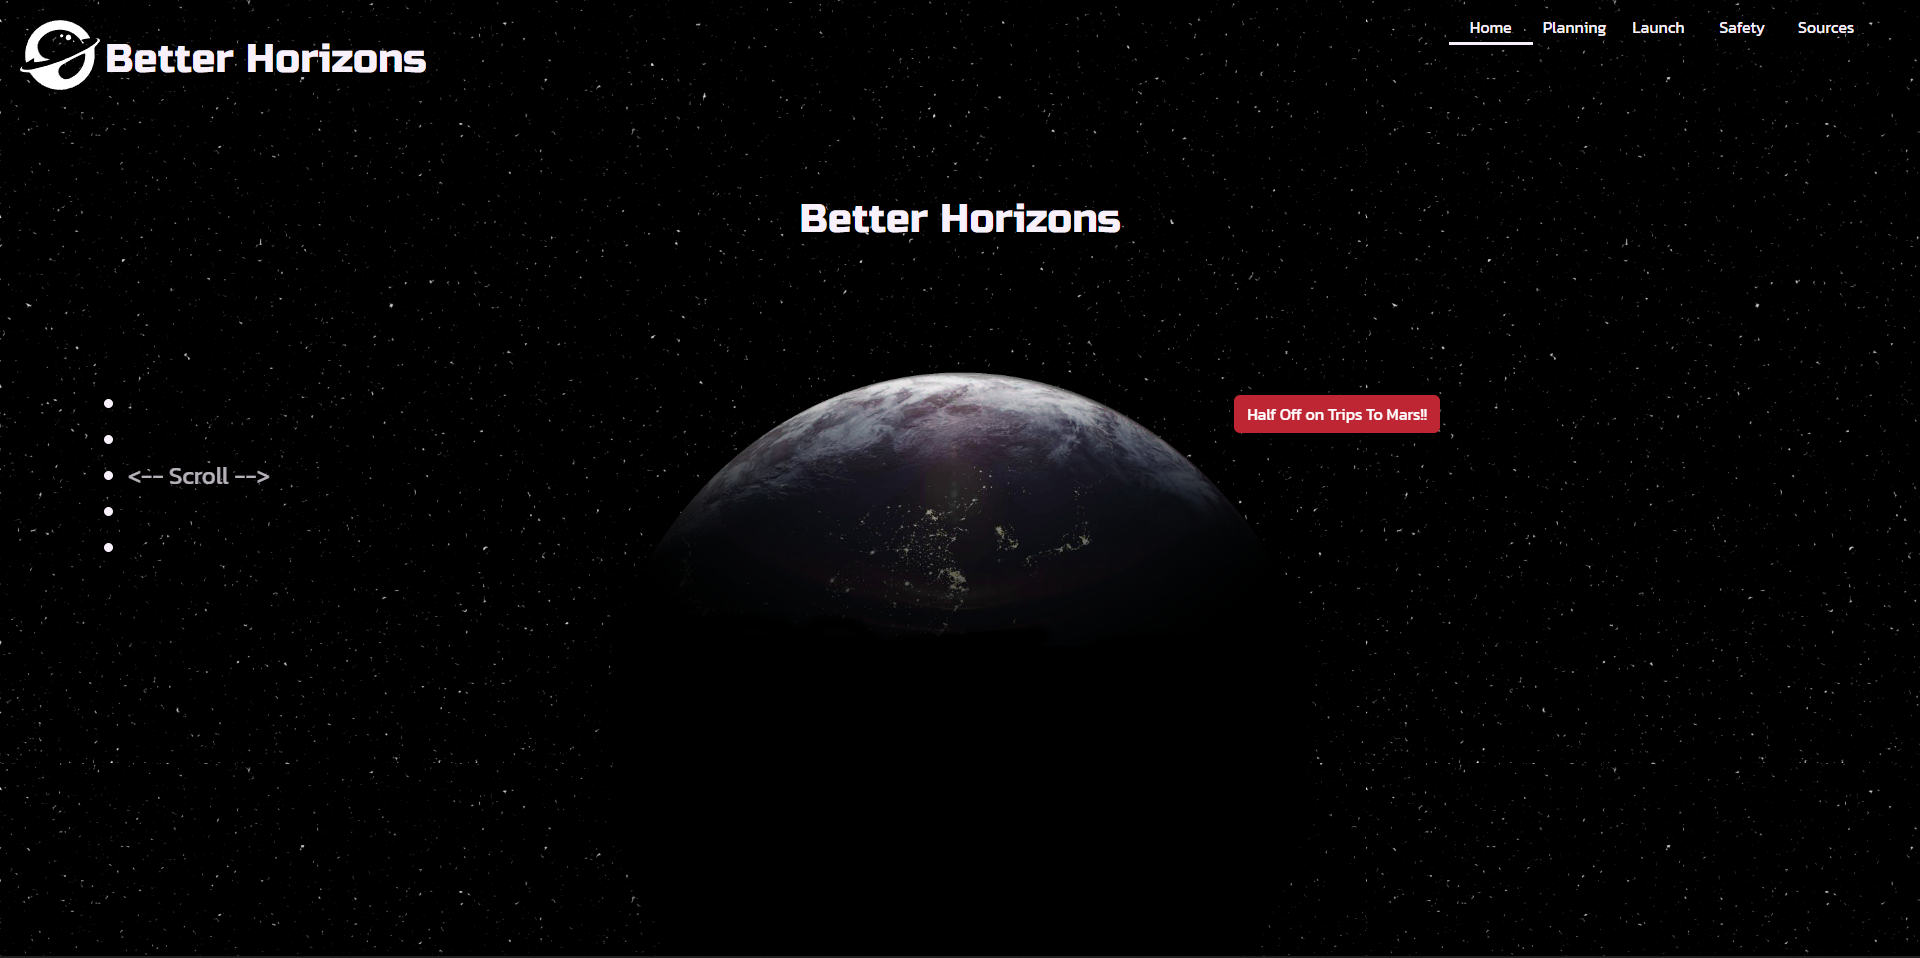 Better Horizons
Home
Planning
Launch
Safety
Sources
Better Horizons
Half Off on Trips To Mars!!
<-- Scroll -->